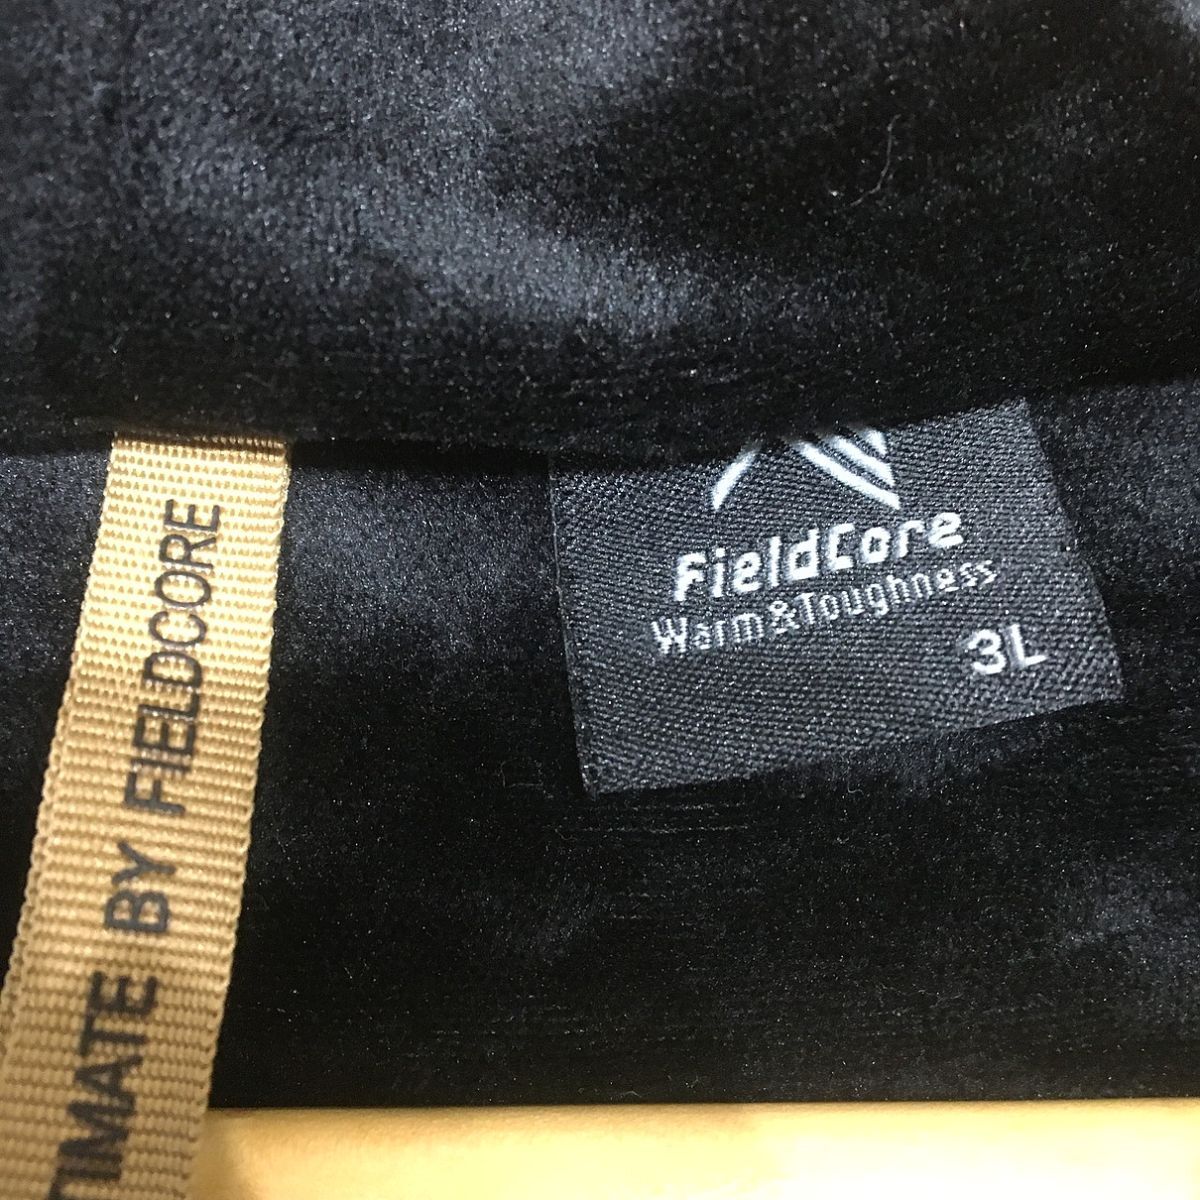 TIMATE BY FIELDCORE
FieldCore
Warm&Toughness
3L